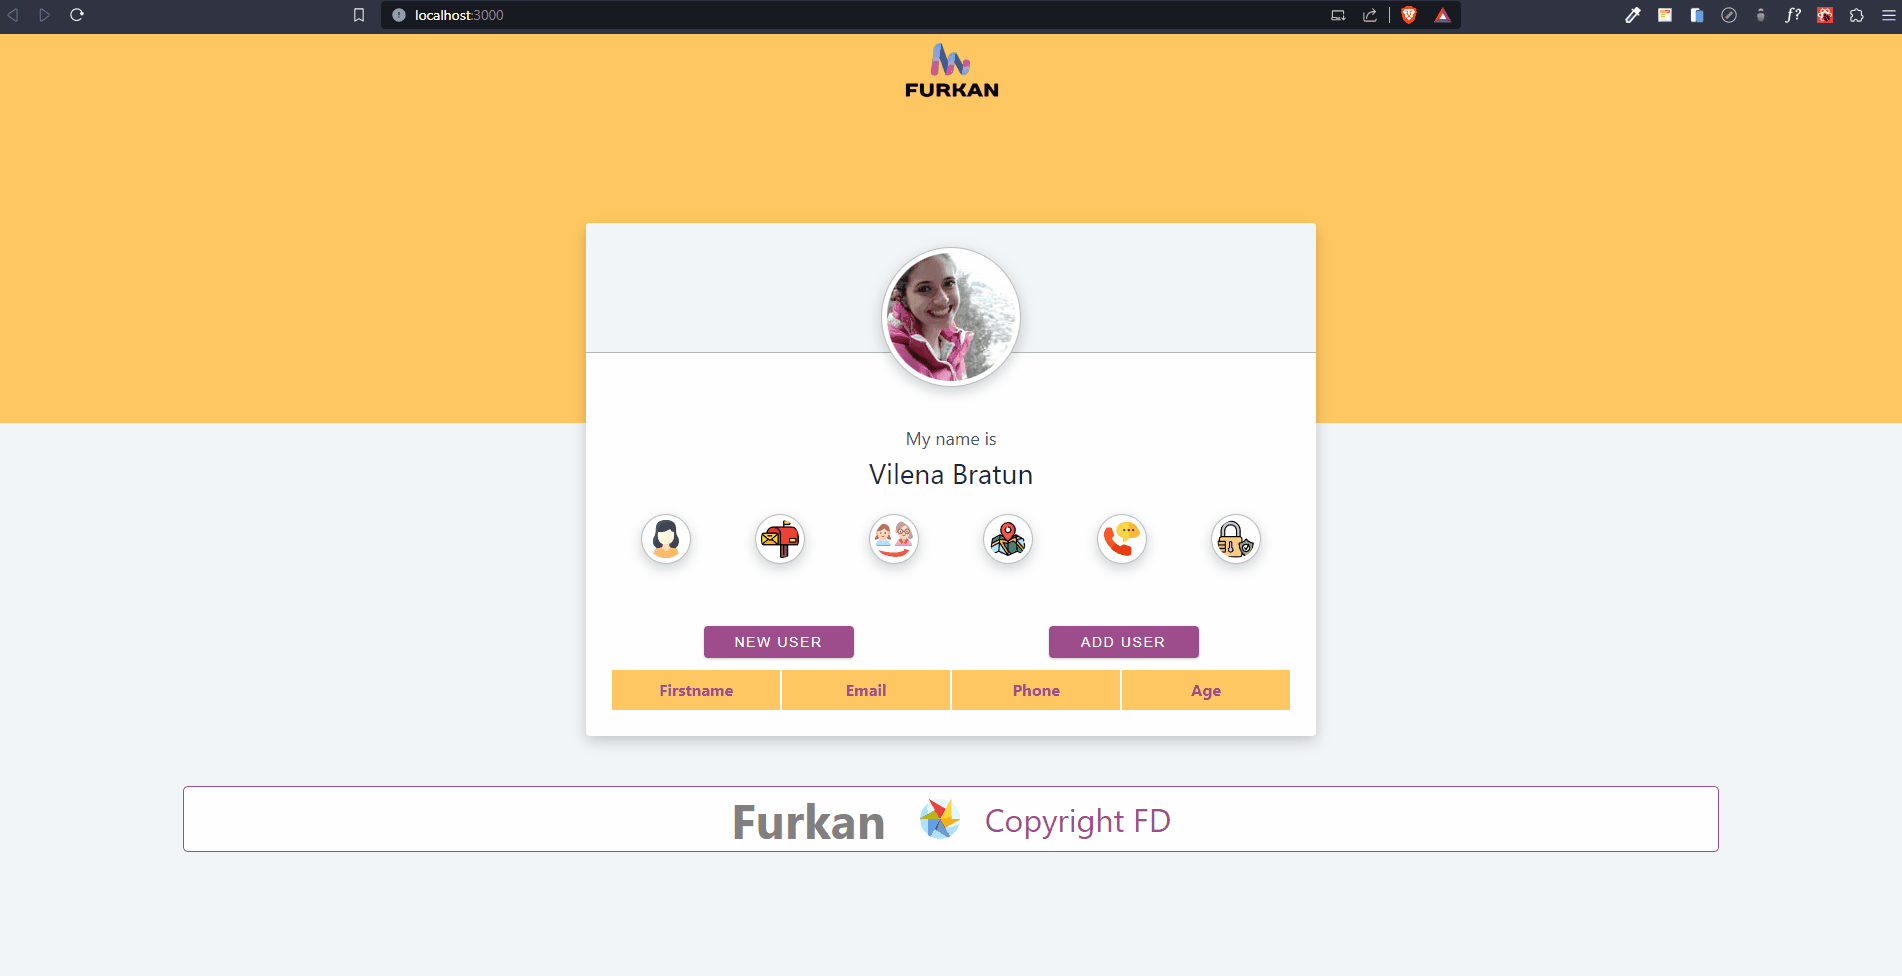 localhost:3000
f?
FURKAN
My name is
Vilena Bratun
NEW USER
ADD USER
Firstname Email Phone Age
Furkan Copyright FD